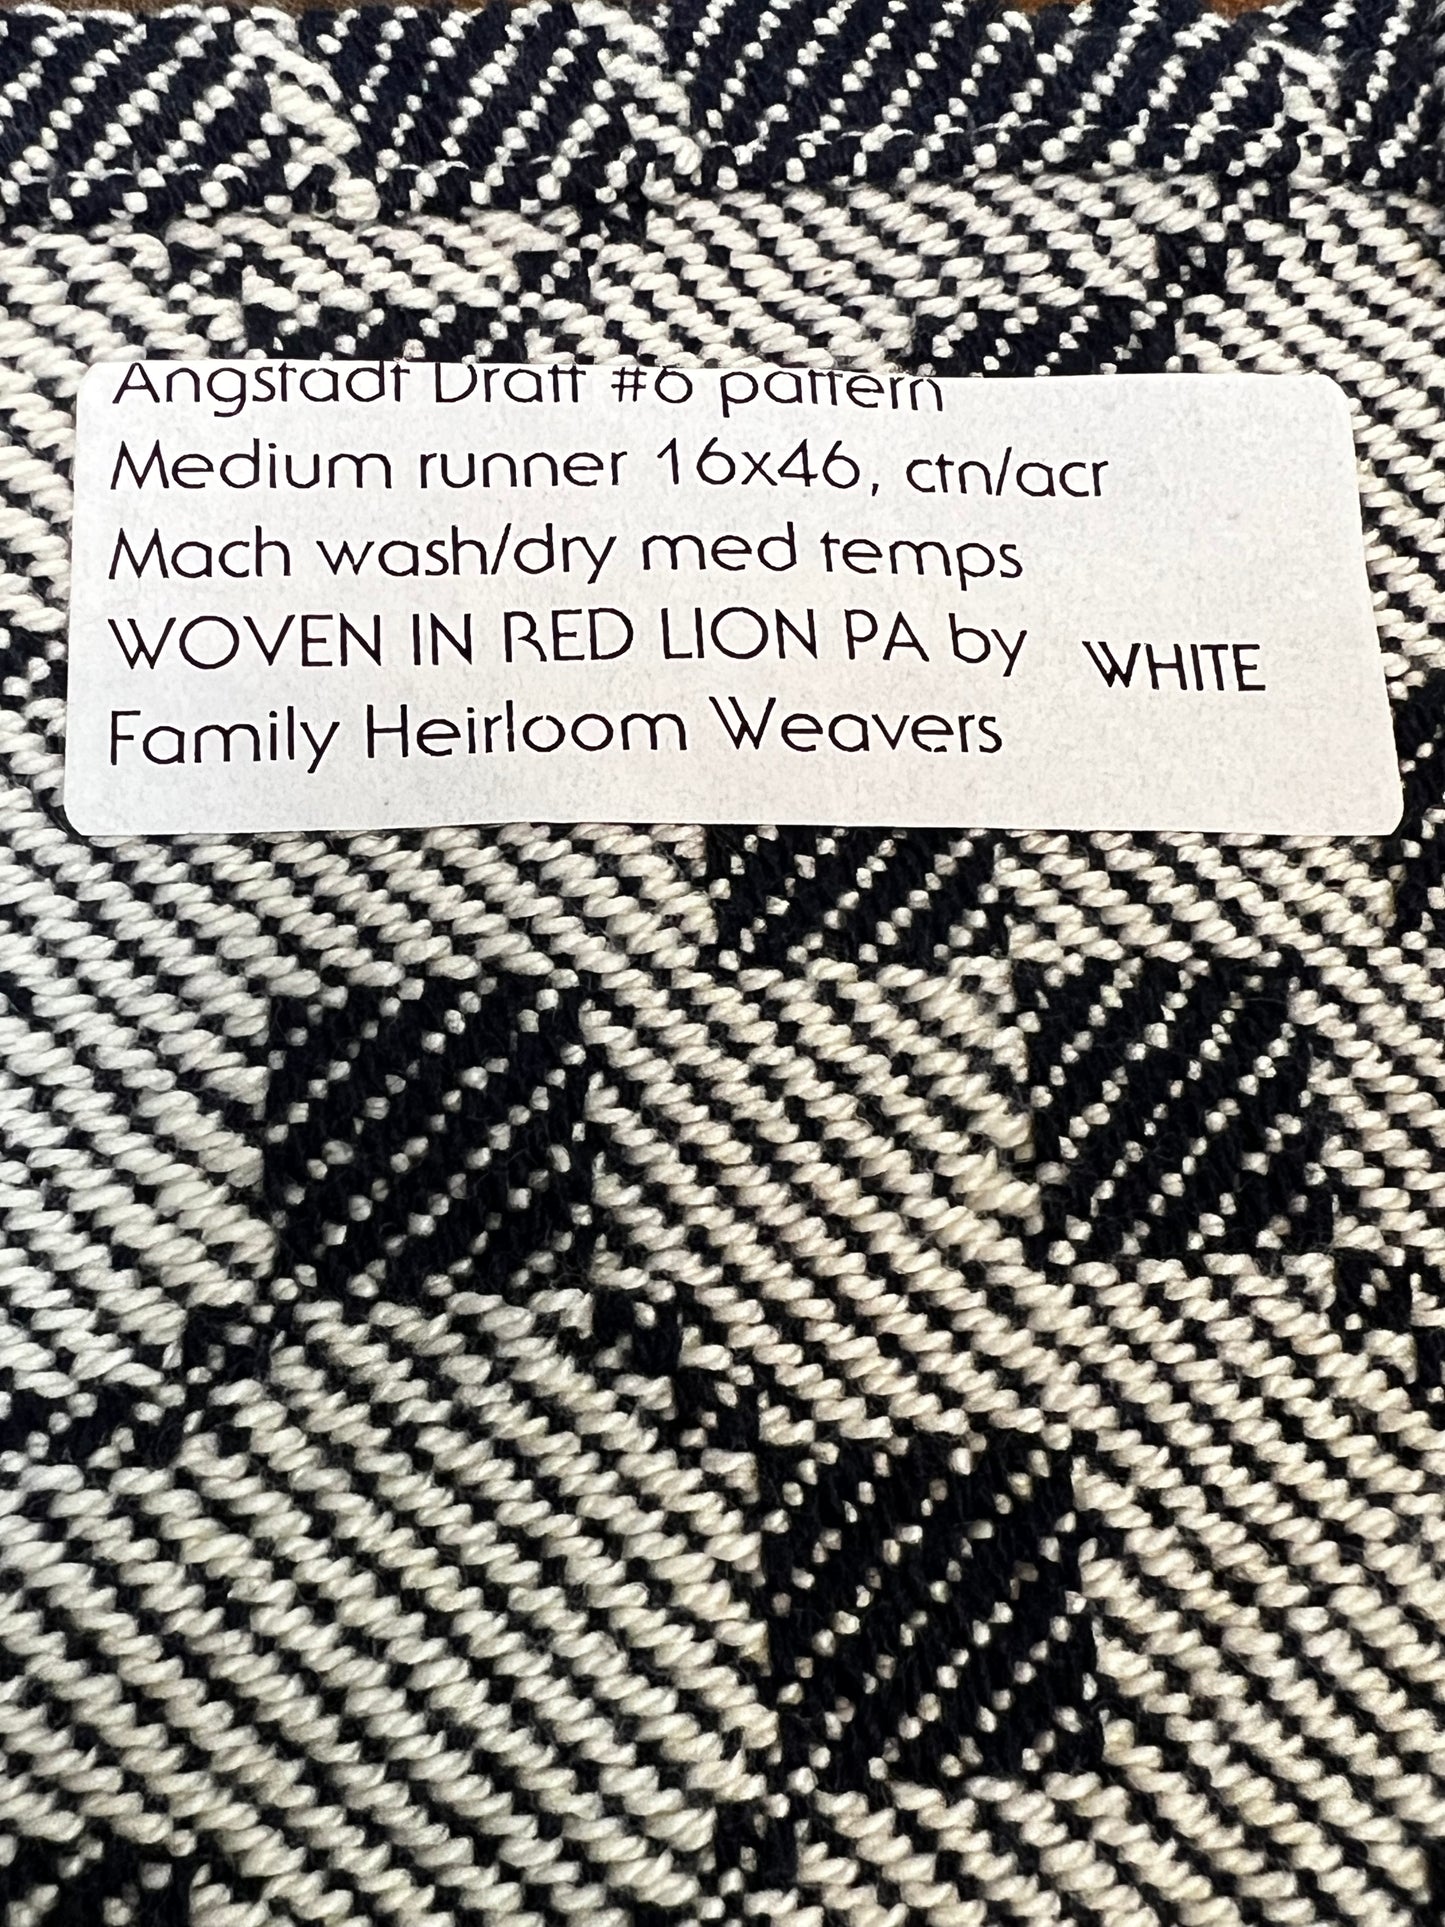 Angstadt Draft #6 pattern
Medium runner 16x46, ctn/acr
Mach wash/dry med temps
WOVEN IN RED LION PA by WHITE
Family Heirloom Weavers